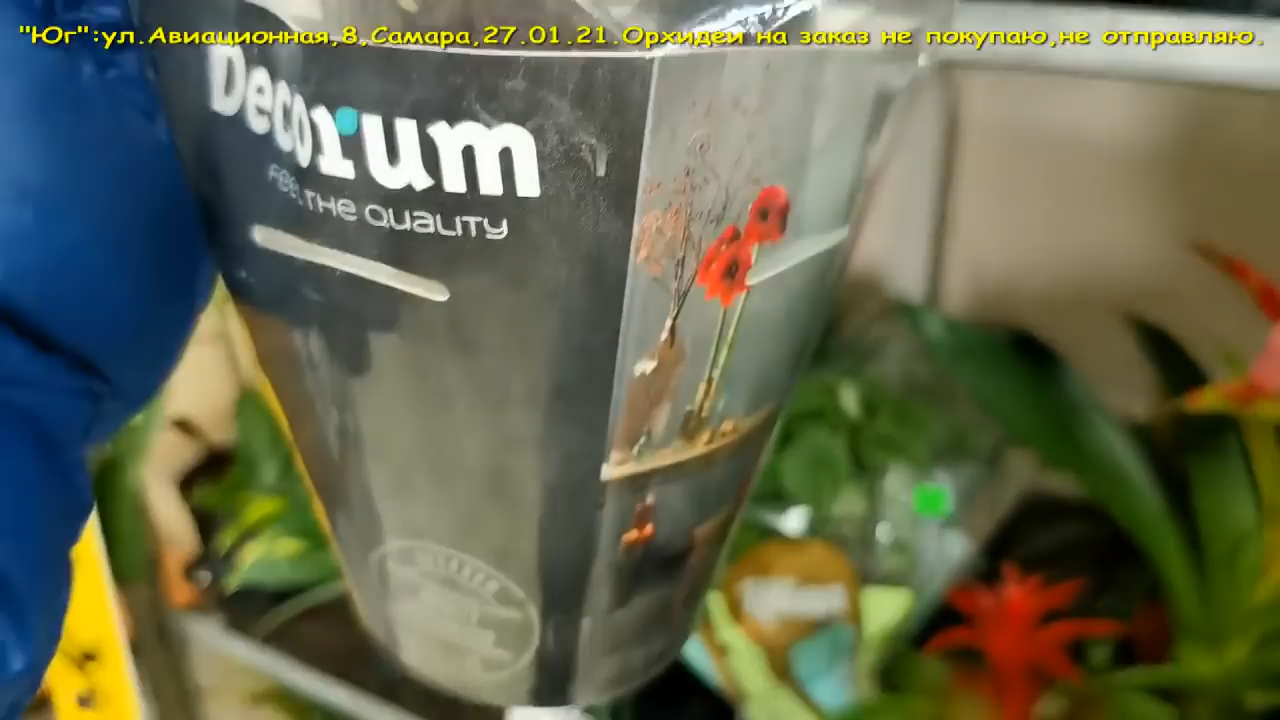 "Юг":ул.Авиационная,8,Самара,27.01.21.Орхидеи на заказ не покупаю,не отправляю.
Decorum
FEEL THE QUALITY